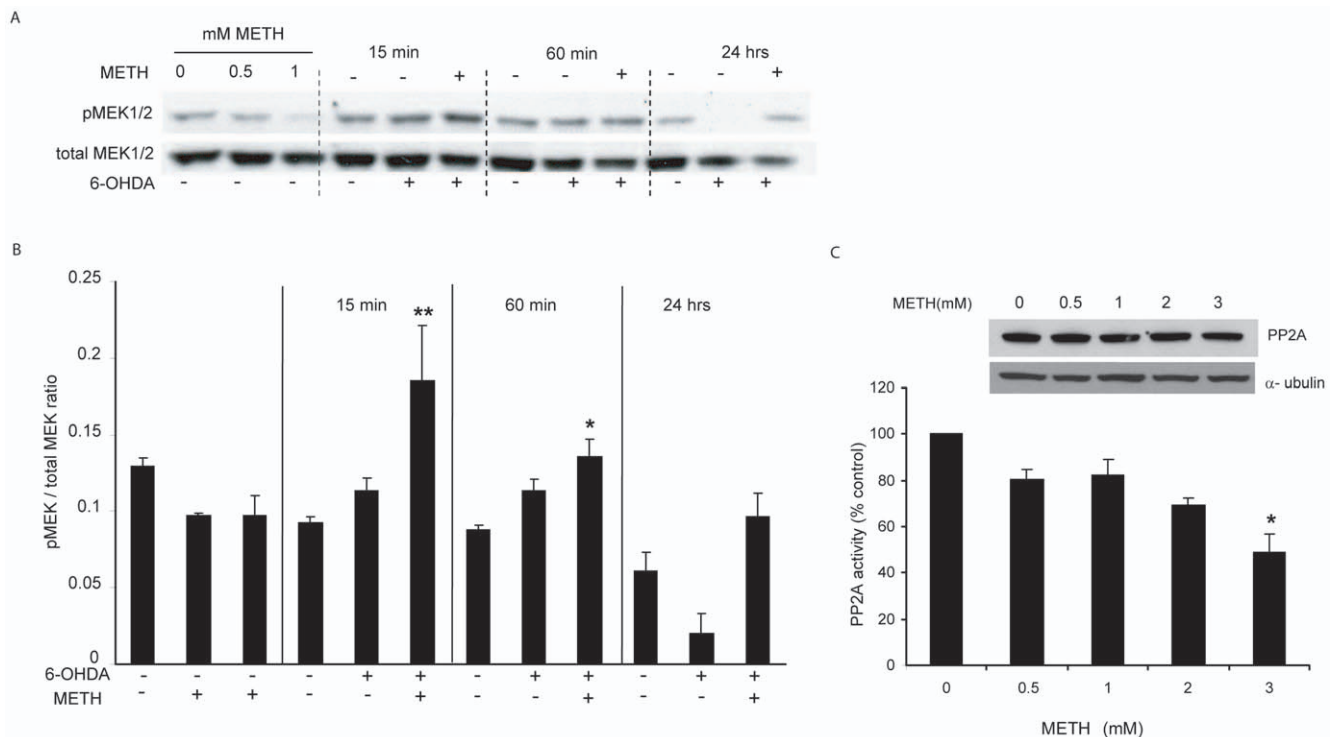 A
mM METH
15 min
60 min
24 hrs
METH 0 0.5 1 - - + - - + - - +
pMEK1/2
total MEK1/2
6-OHDA - - - - + + - + + - + +
B
0.25
0.2
0.15
0.1
0.05
0
pMEK / total MEK ratio
15 min
60 min
24 hrs
**
*
6-OHDA - - - - + + - + + - + +
METH - + + - - + - - + - - +
C
METH(mM) 0 0.5 1 2 3
PP2A
α- ubulin
120
100
80
60
40
20
0
PP2A activity (% control)
*
0 0.5 1 2 3
METH (mM)